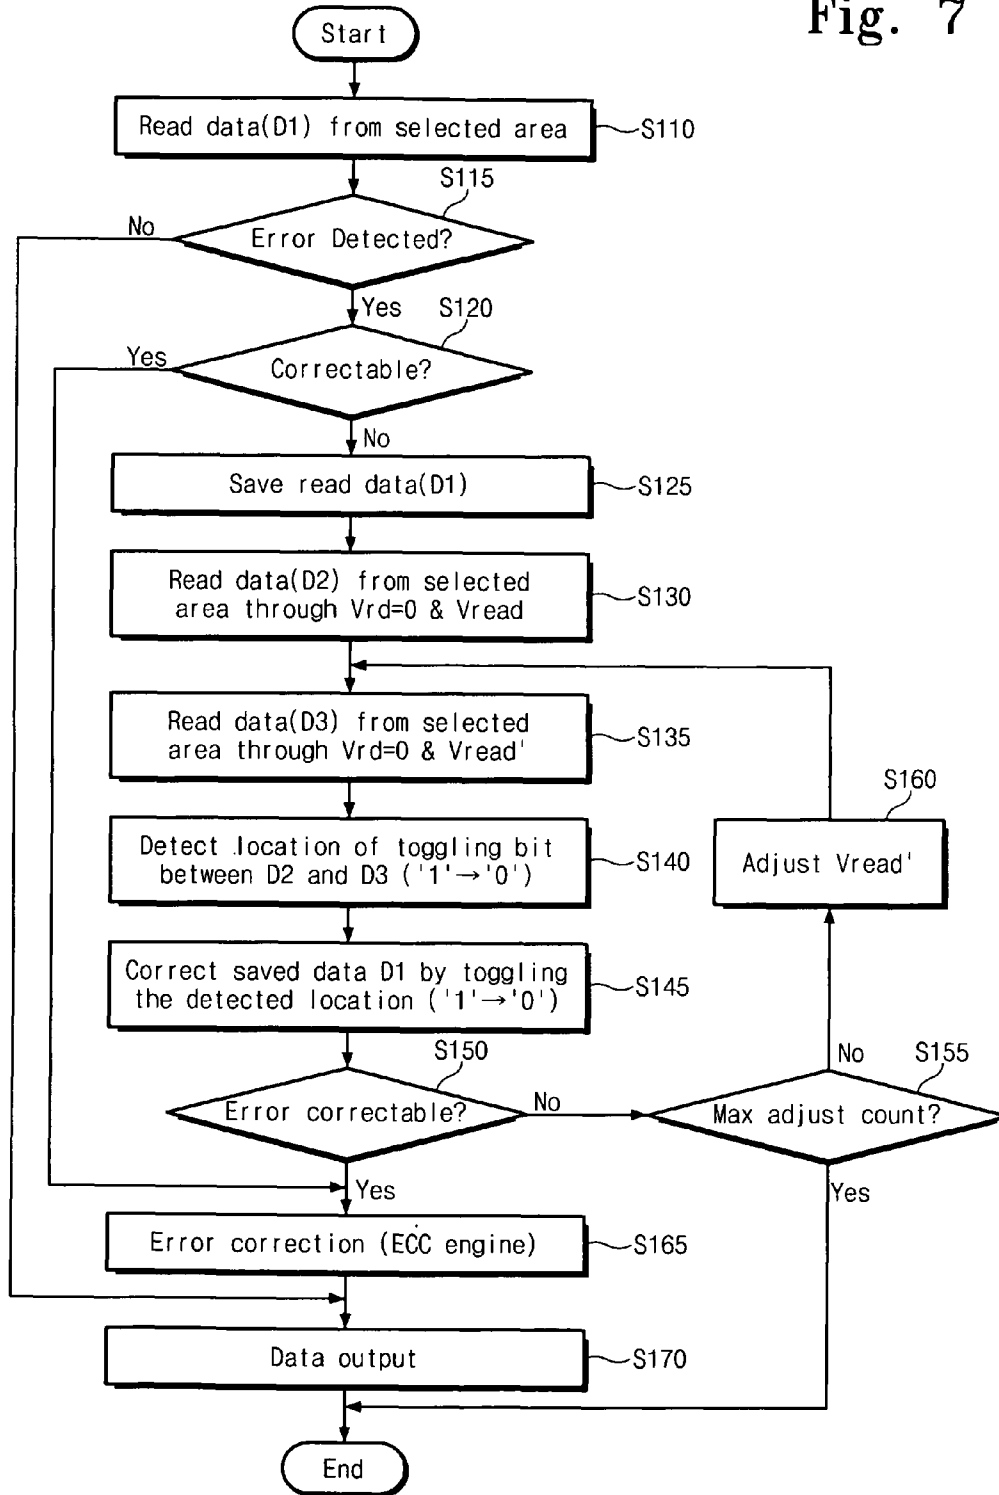 Fig. 7
Start
Read data(D1) from selected area
S110
S115
No
Error Detected?
Yes
S120
Yes
Correctable?
No
Save read data(D1)
S125
Read data(D2) from selected
area through Vrd=0 & Vread
S130
Read data(D3) from selected
area through Vrd=0 & Vread'
S135
S160
Adjust Vread'
Detect location of toggling bit
between D2 and D3 ('1'→'0')
S140
Correct saved data D1 by toggling
the detected location ('1'→'0')
S145
S150
No
S155
Error correctable?
No
Max adjust count?
Yes
Yes
Error correction (ECC engine)
S165
Data output
S170
End